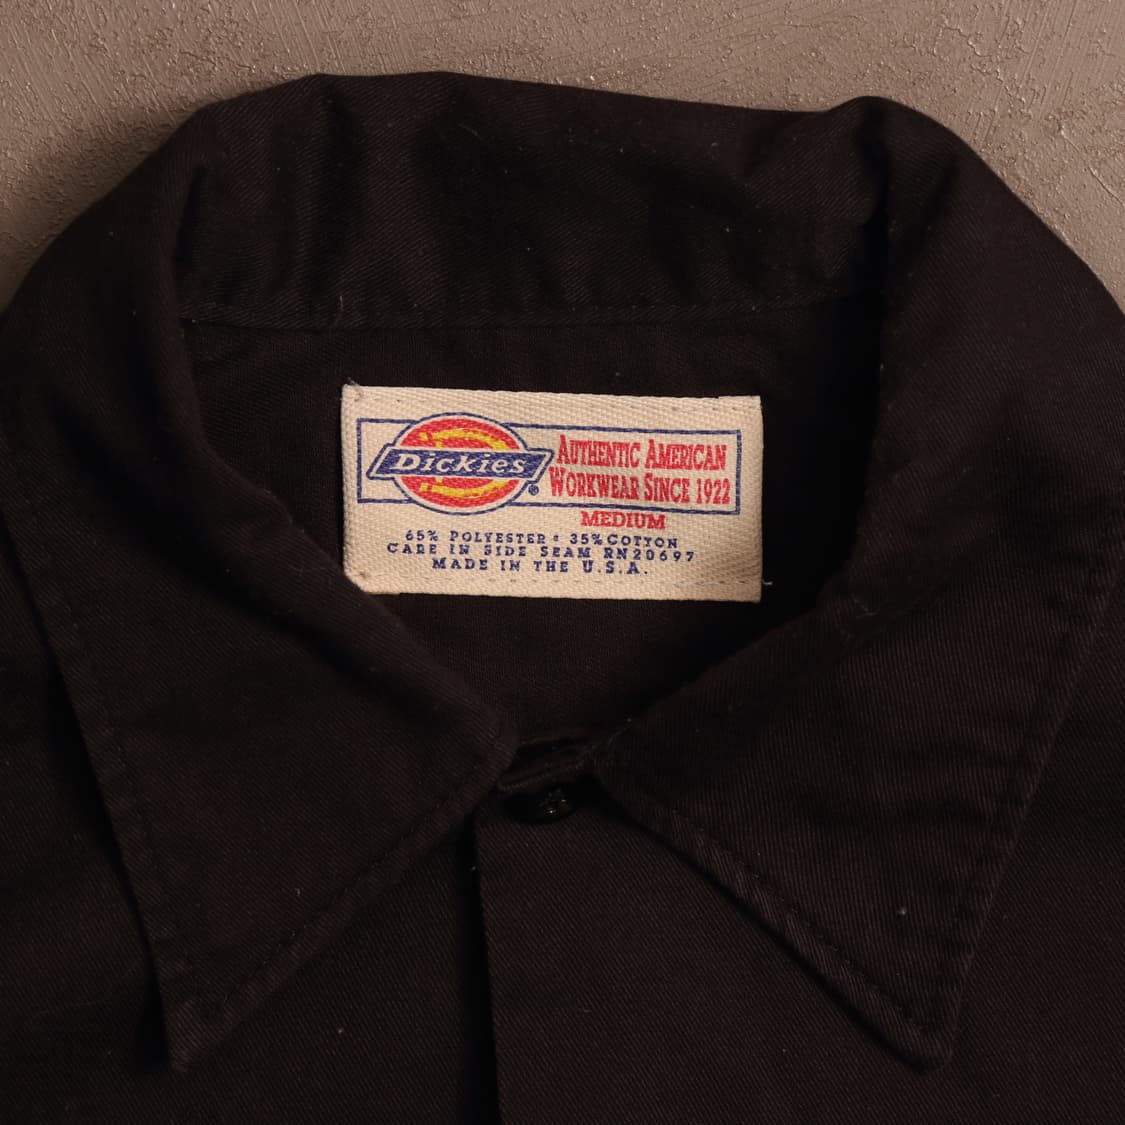 Dickies®
AUTHENTIC AMERICAN
WORKWEAR SINCE 1922
MEDIUM
65% POLYESTER • 35% COTTON
CARE IN SIDE SEAM RN20697
MADE IN THE U.S.A.